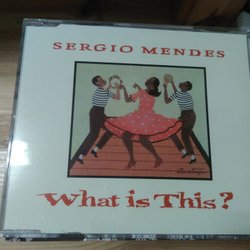 SERGIO MENDES
What is This?